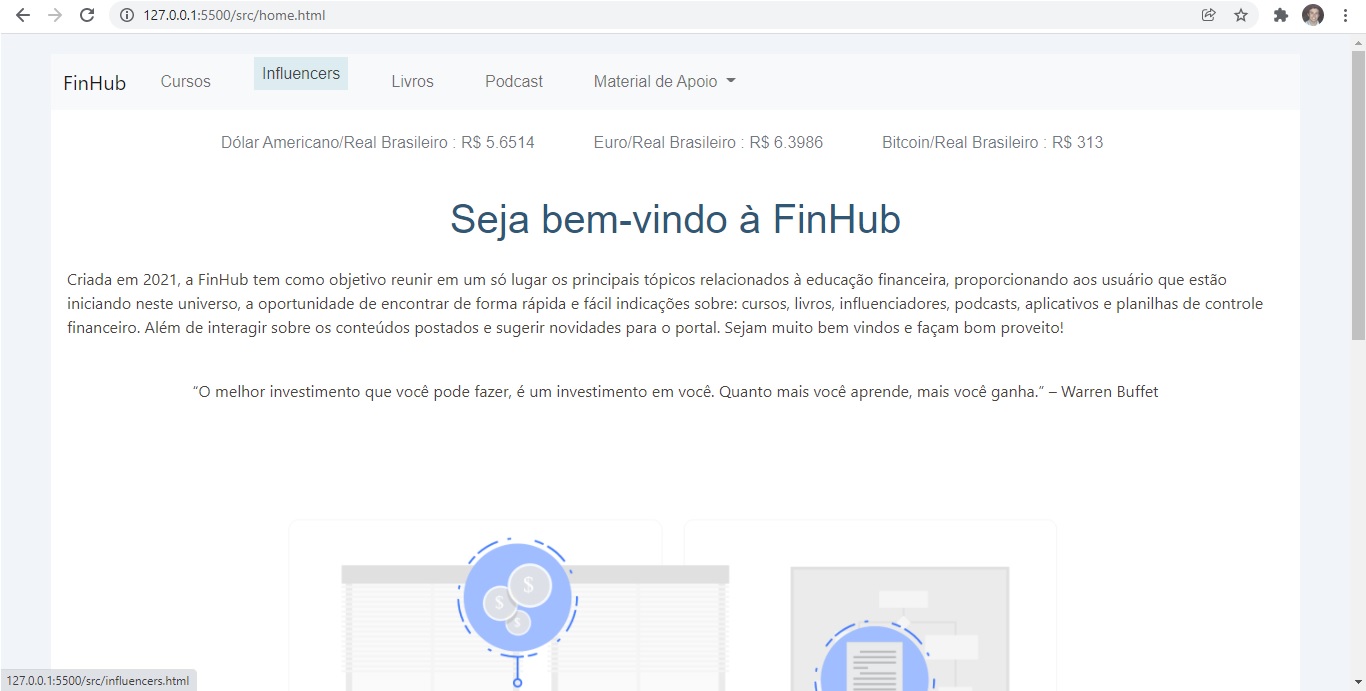 127.0.0.1:5500/src/home.html
FinHub Cursos Influencers Livros Podcast Material de Apoio
Dólar Americano/Real Brasileiro : R$ 5.6514 Euro/Real Brasileiro : R$ 6.3986 Bitcoin/Real Brasileiro : R$ 313
Seja bem-vindo à FinHub
Criada em 2021, a FinHub tem como objetivo reunir em um só lugar os principais tópicos relacionados à educação financeira, proporcionando aos usuário que estão
iniciando neste universo, a oportunidade de encontrar de forma rápida e fácil indicações sobre: cursos, livros, influenciadores, podcasts, aplicativos e planilhas de controle
financeiro. Além de interagir sobre os conteúdos postados e sugerir novidades para o portal. Sejam muito bem vindos e façam bom proveito!
“O melhor investimento que você pode fazer, é um investimento em você. Quanto mais você aprende, mais você ganha.” – Warren Buffet
$
$
$
127.0.0.1:5500/src/influencers.html